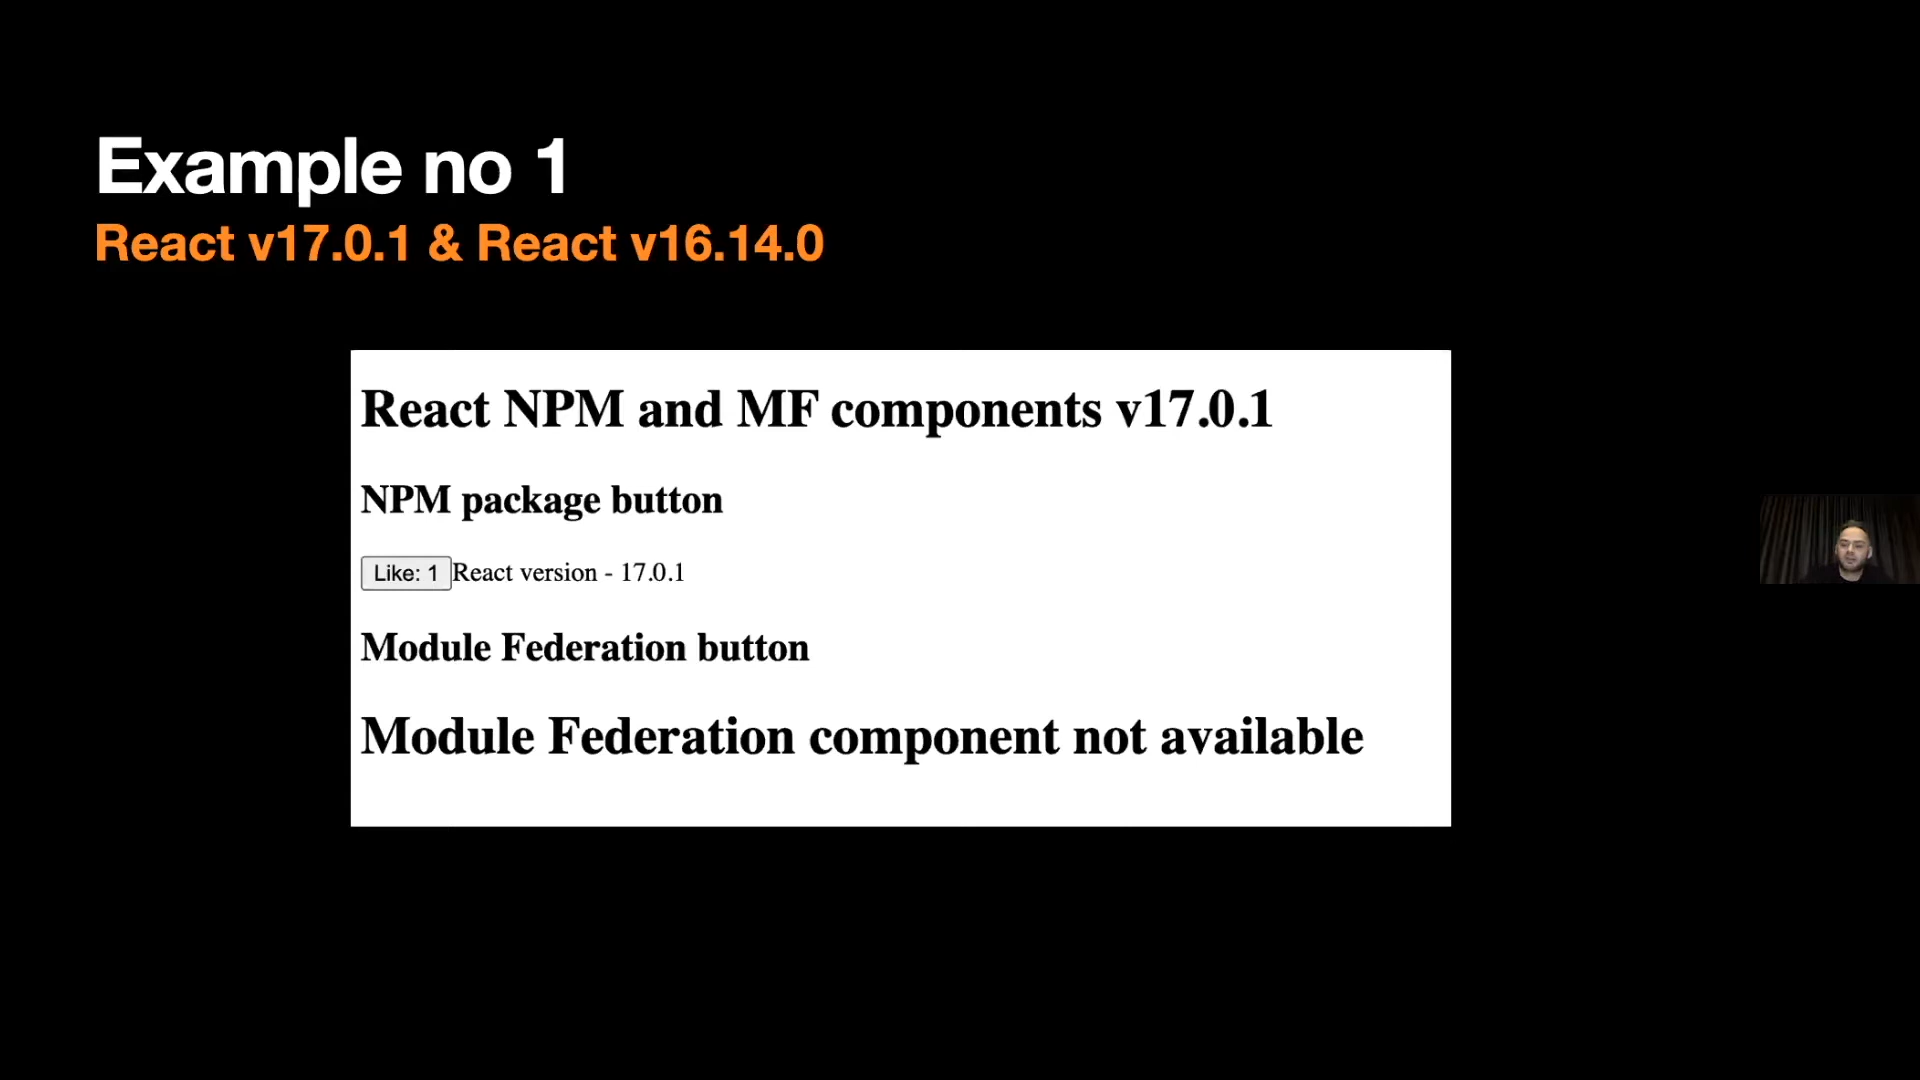 Example no 1
React v17.0.1 & React v16.14.0
React NPM and MF components v17.0.1
NPM package button
Like: 1 React version - 17.0.1
Module Federation button
Module Federation component not available